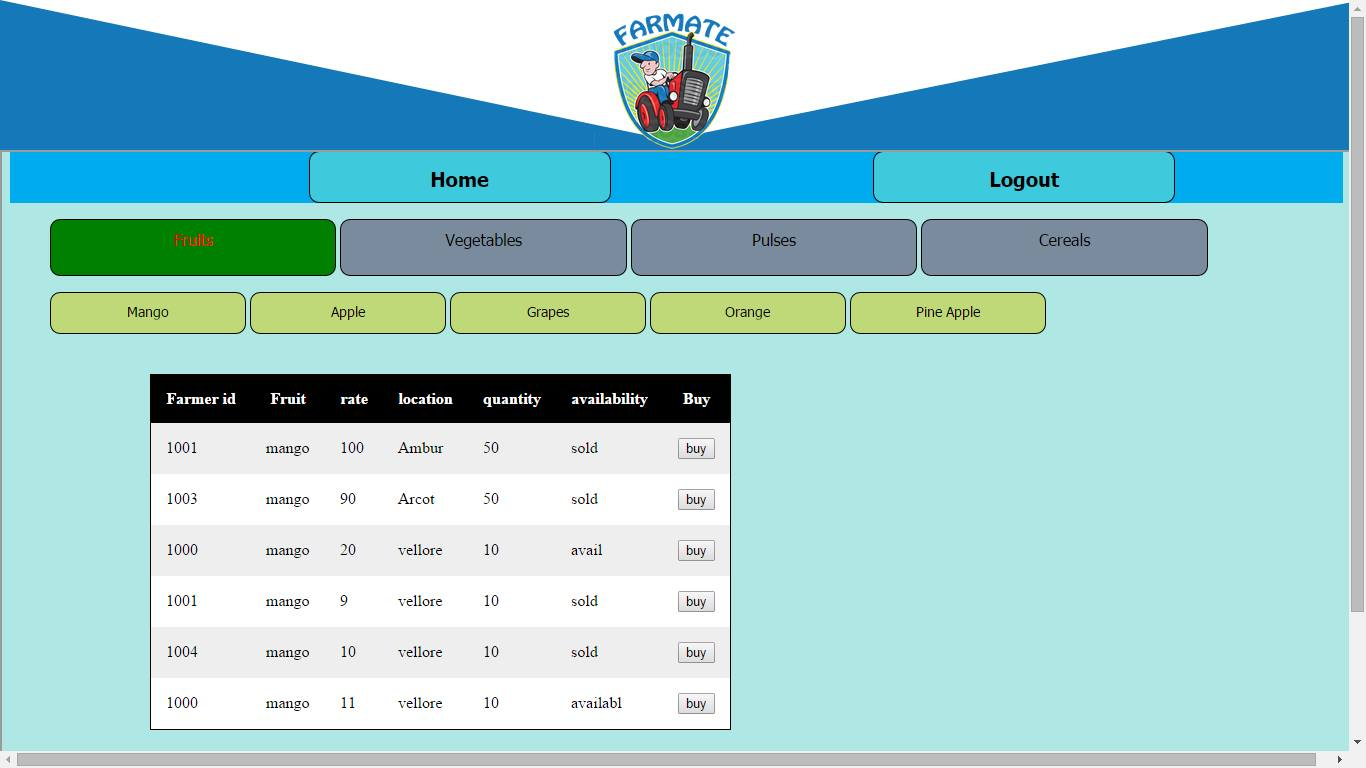 FARMATE
Home Logout
Fruits Vegetables Pulses Cereals
Mango Apple Grapes Orange Pine Apple
Farmer id Fruit rate location quantity availability Buy
1001 mango 100 Ambur 50 sold buy
1003 mango 90 Arcot 50 sold buy
1000 mango 20 vellore 10 avail buy
1001 mango 9 vellore 10 sold buy
1004 mango 10 vellore 10 sold buy
1000 mango 11 vellore 10 availabl buy